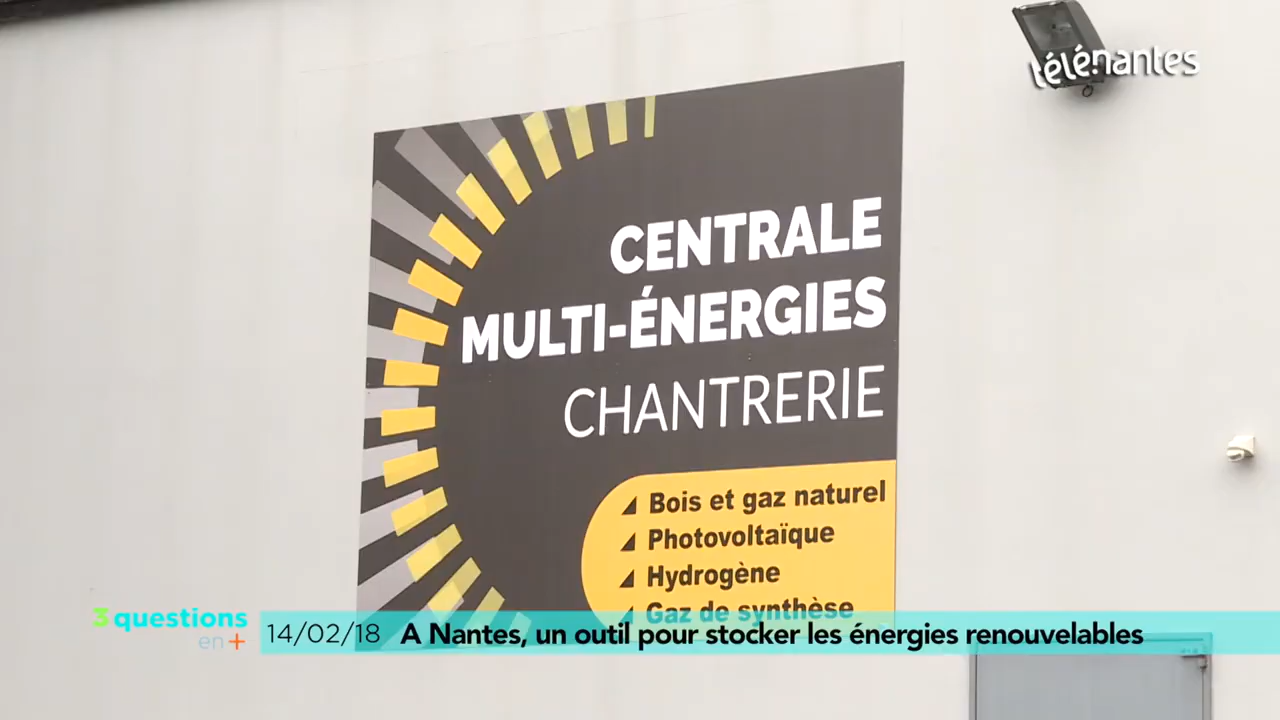 télénantes
CENTRALE
MULTI-ÉNERGIES
CHANTRERIE
Bois et gaz naturel
Photovoltaïque
Hydrogène
Gaz de synthèse
3 questions
en +
14/02/18 A Nantes, un outil pour stocker les énergies renouvelables